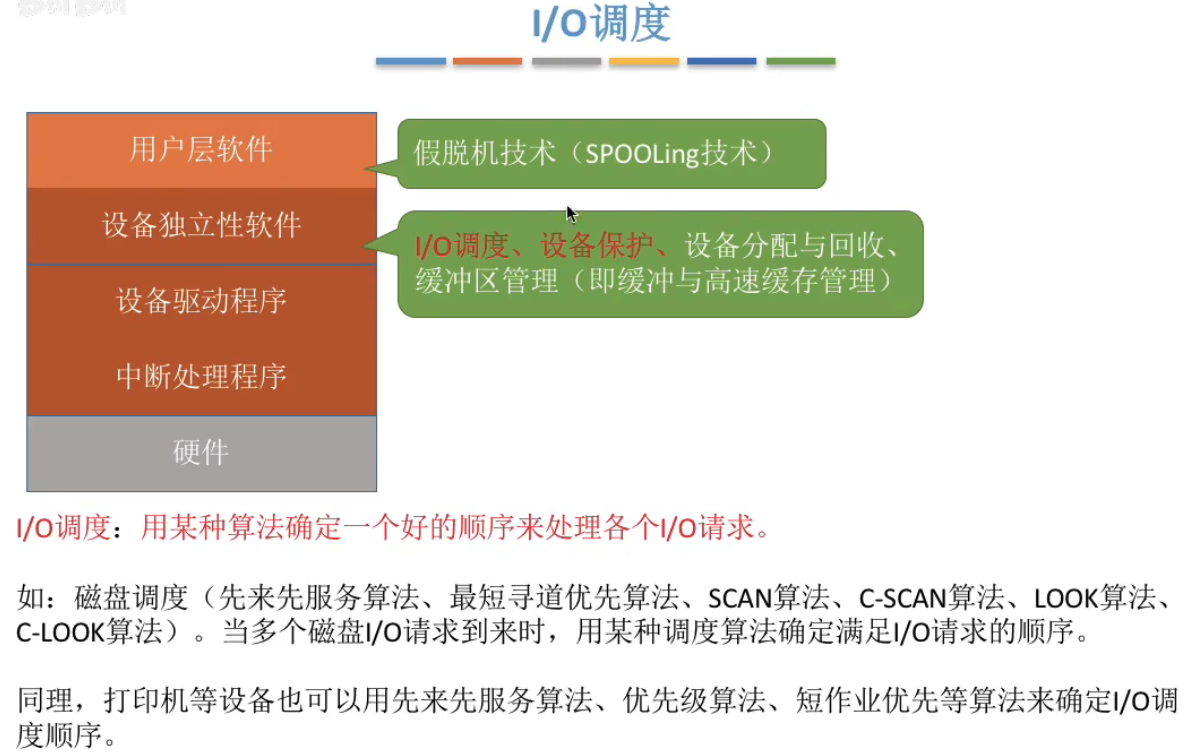 I/O调度
用户层软件
假脱机技术（SPOOLing技术）
设备独立性软件
I/O调度、设备保护、设备分配与回收、
缓冲区管理（即缓冲与高速缓存管理）
设备驱动程序
中断处理程序
硬件
I/O调度：用某种算法确定一个好的顺序来处理各个I/O请求。
如：磁盘调度（先来先服务算法、最短寻道优先算法、SCAN算法、C-SCAN算法、LOOK算法、
C-LOOK算法）。当多个磁盘I/O请求到来时，用某种调度算法确定满足I/O请求的顺序。
同理，打印机等设备也可以用先来先服务算法、优先级算法、短作业优先等算法来确定I/O调
度顺序。